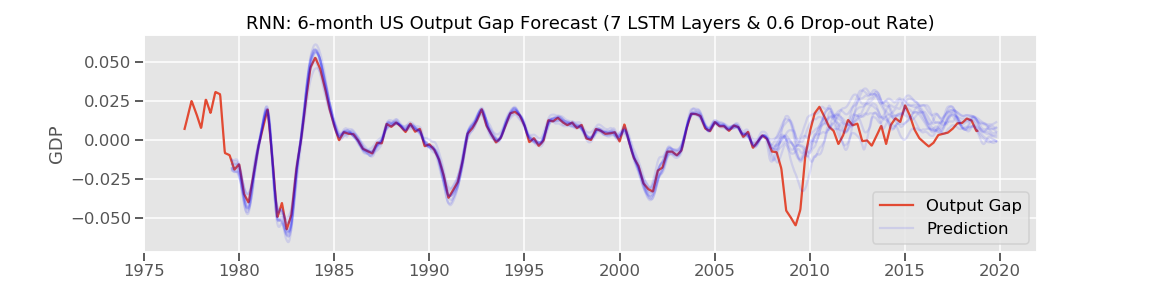 RNN: 6-month US Output Gap Forecast (7 LSTM Layers & 0.6 Drop-out Rate)
GDP
0.050
0.025
0.000
−0.025
−0.050
1975 1980 1985 1990 1995 2000 2005 2010 2015 2020
Output Gap
Prediction